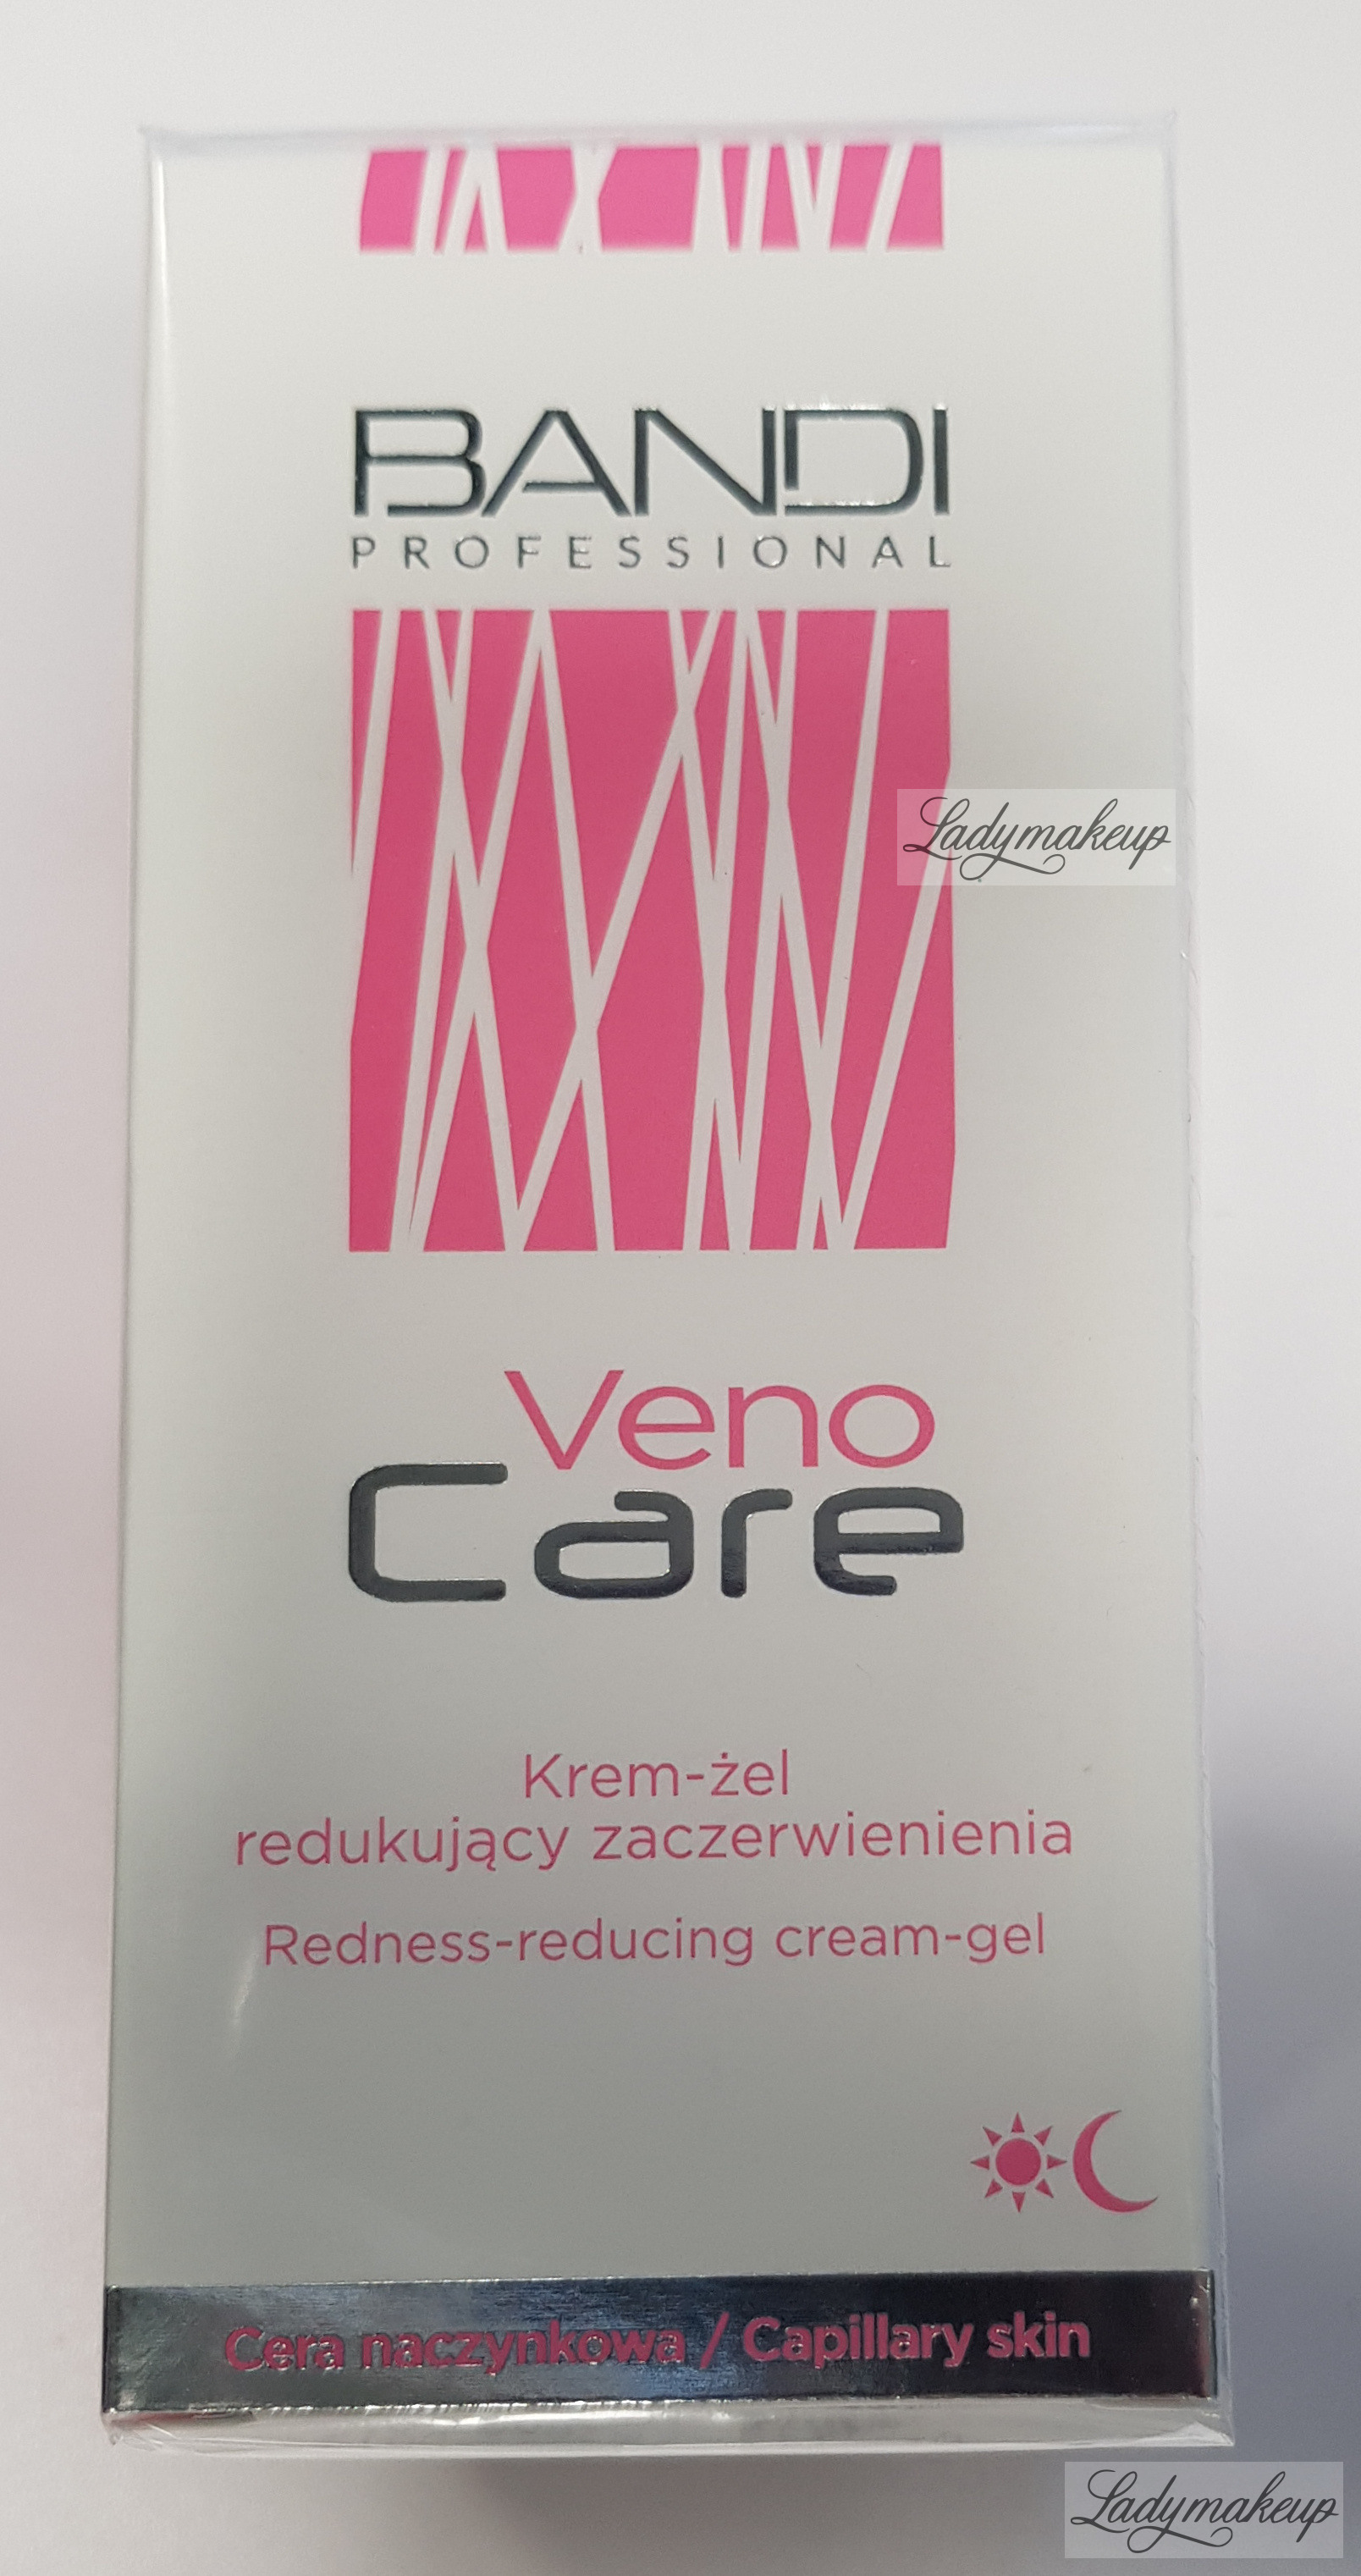 BANDI
PROFESSIONAL
Ladymakeup
Veno
Care
Krem-żel
redukujący zaczerwienienia
Redness-reducing cream-gel
Cera naczynkowa / Capillary skin
Ladymakeup